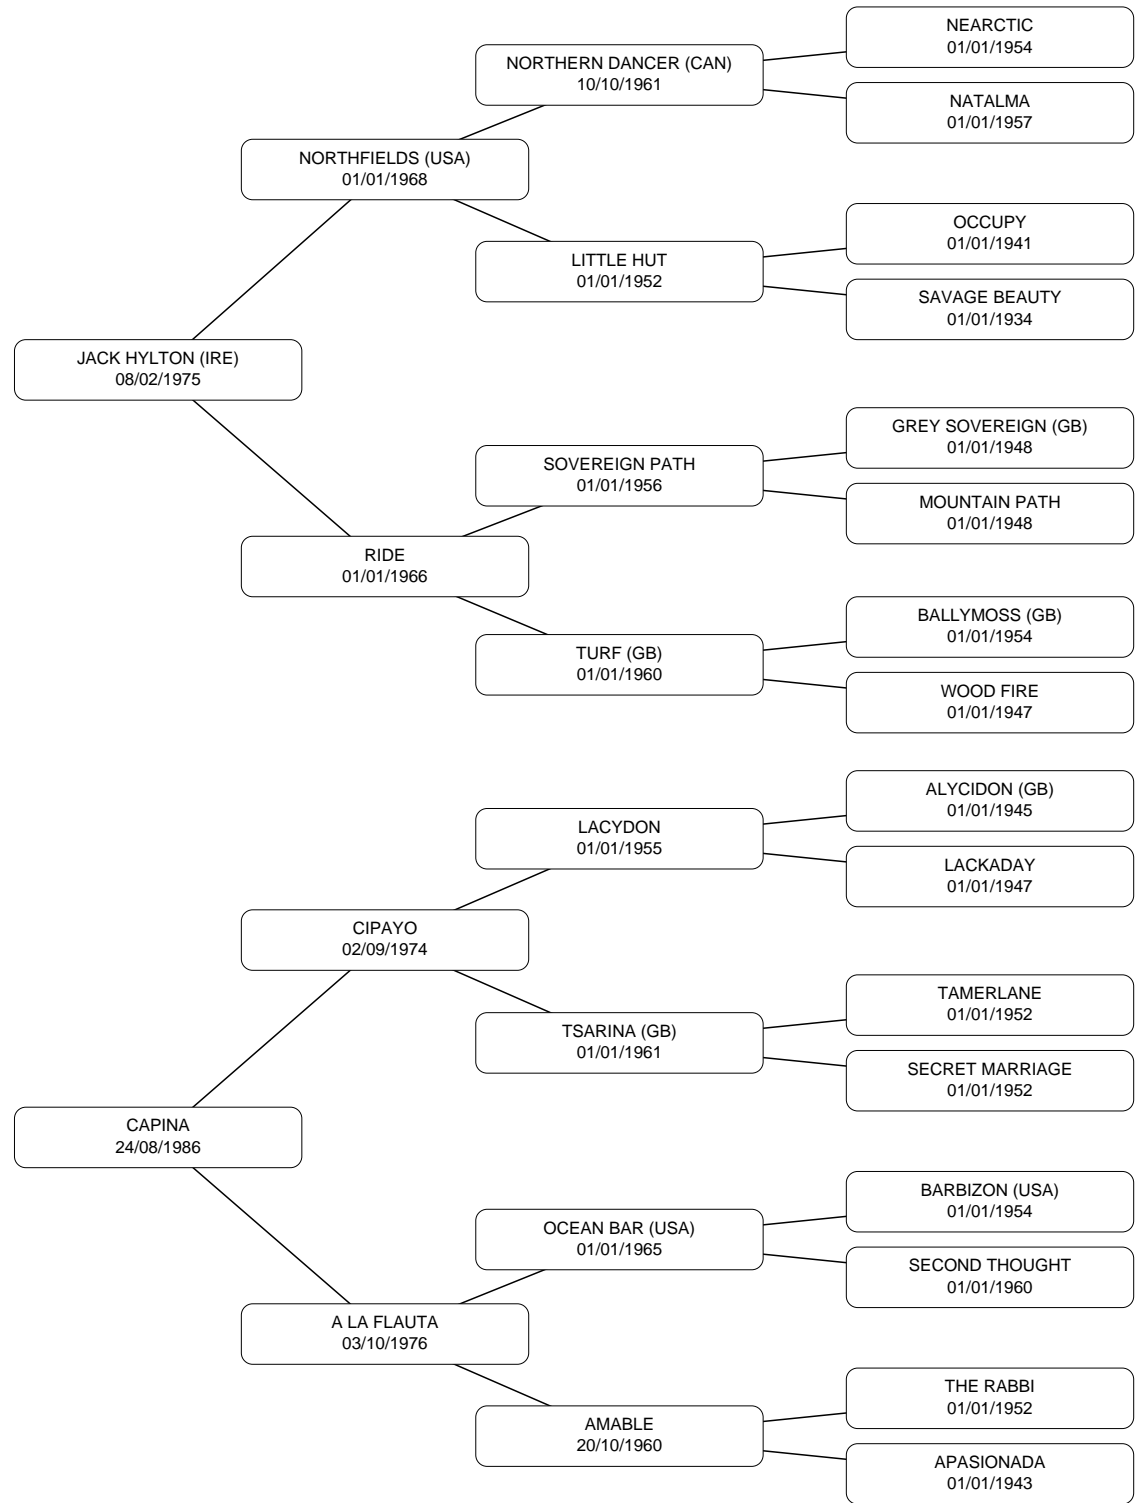 NEARCTIC
01/01/1954
NORTHERN DANCER (CAN)
10/10/1961
NATALMA
01/01/1957
NORTHFIELDS (USA)
01/01/1968
OCCUPY
01/01/1941
LITTLE HUT
01/01/1952
SAVAGE BEAUTY
01/01/1934
JACK HYLTON (IRE)
08/02/1975
GREY SOVEREIGN (GB)
01/01/1948
SOVEREIGN PATH
01/01/1956
MOUNTAIN PATH
01/01/1948
RIDE
01/01/1966
BALLYMOSS (GB)
01/01/1954
TURF (GB)
01/01/1960
WOOD FIRE
01/01/1947
ALYCIDON (GB)
01/01/1945
LACYDON
01/01/1955
LACKADAY
01/01/1947
CIPAYO
02/09/1974
TAMERLANE
01/01/1952
TSARINA (GB)
01/01/1961
SECRET MARRIAGE
01/01/1952
CAPINA
24/08/1986
BARBIZON (USA)
01/01/1954
OCEAN BAR (USA)
01/01/1965
SECOND THOUGHT
01/01/1960
A LA FLAUTA
03/10/1976
THE RABBI
01/01/1952
AMABLE
20/10/1960
APASIONADA
01/01/1943